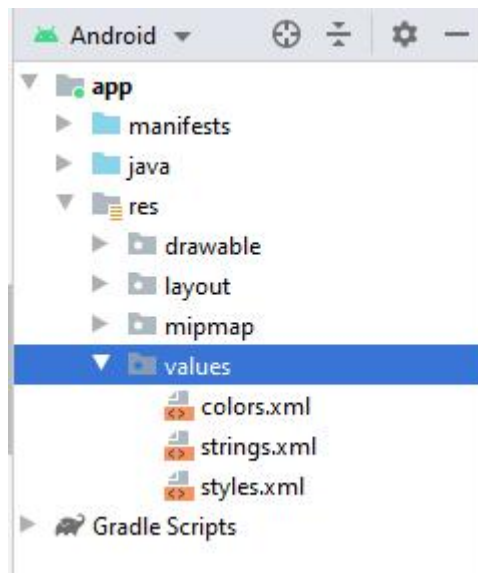 Android
app
manifests
java
res
drawable
layout
mipmap
values
colors.xml
strings.xml
styles.xml
Gradle Scripts